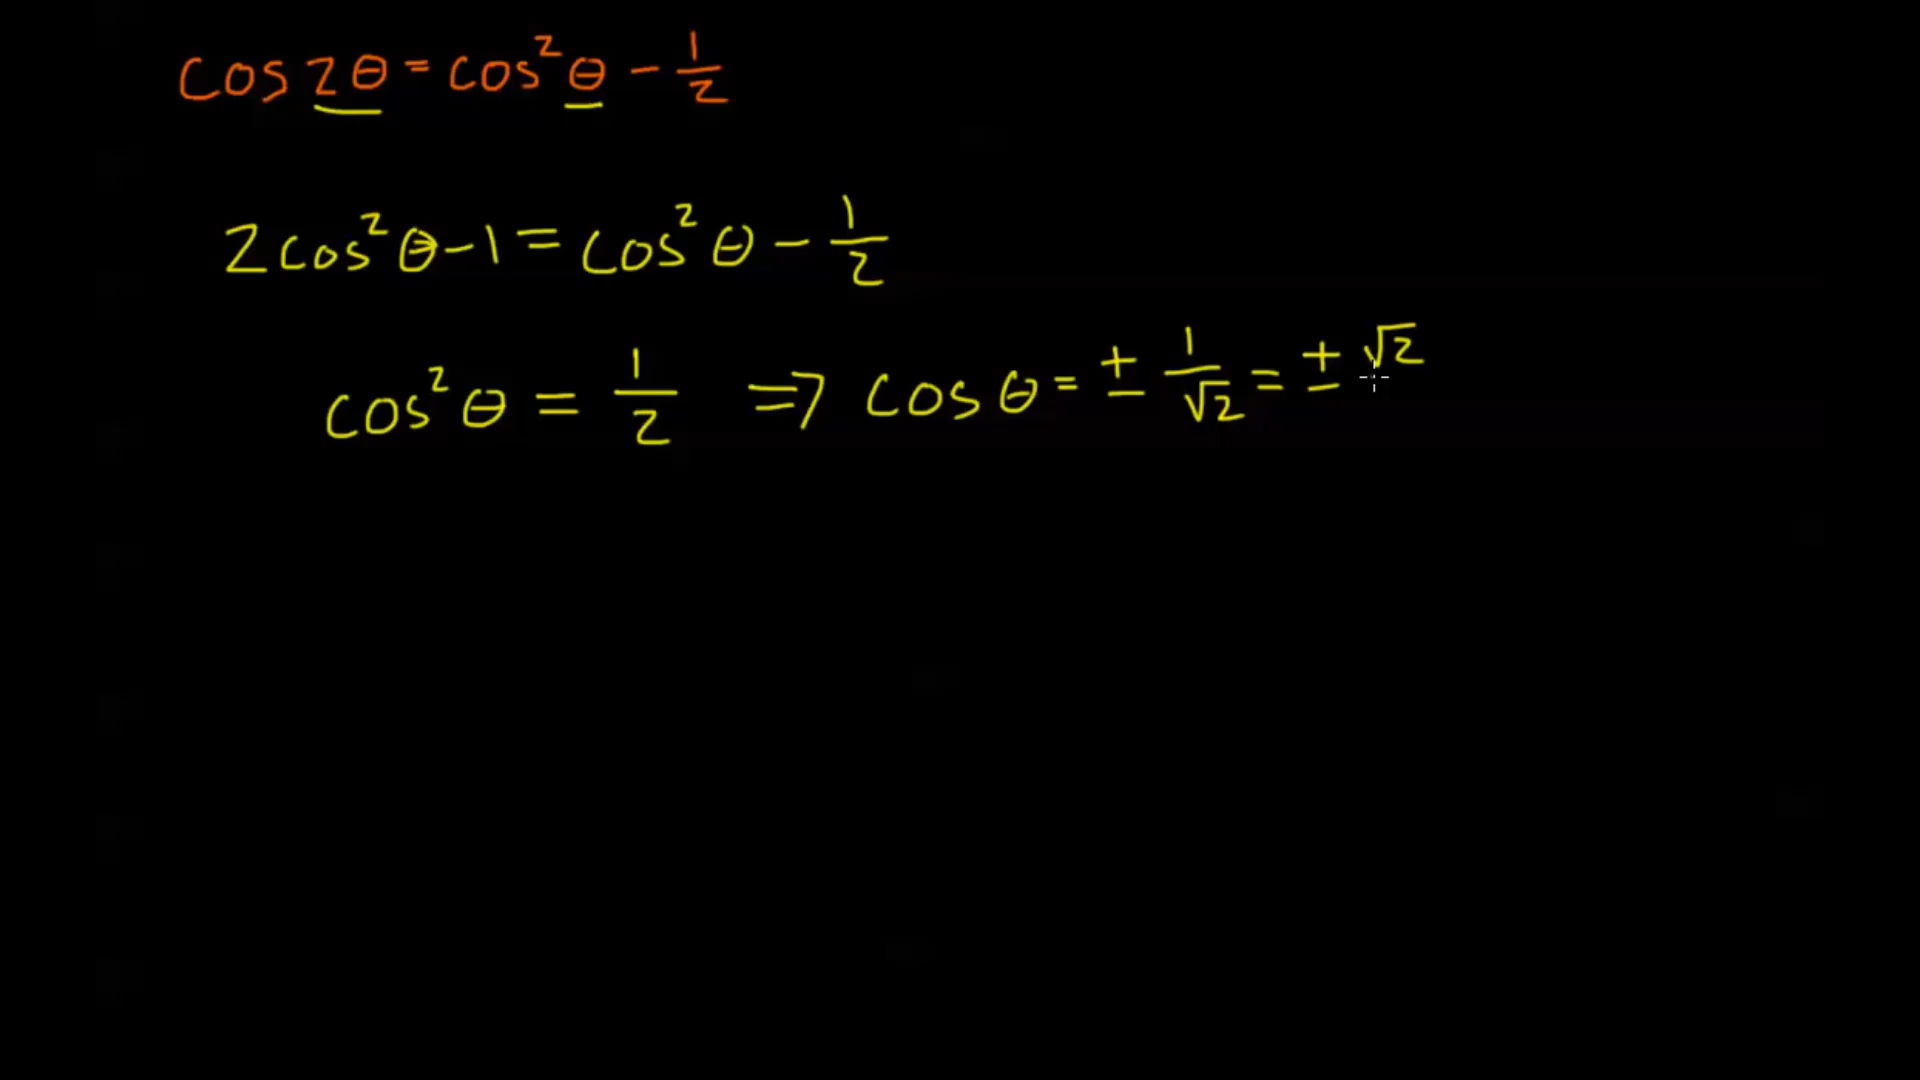 cos 2θ = cos²θ - 1/2
2cos²θ - 1 = cos²θ - 1/2
cos²θ = 1/2 ⇒ cos θ = ± 1/√2 = ± √2